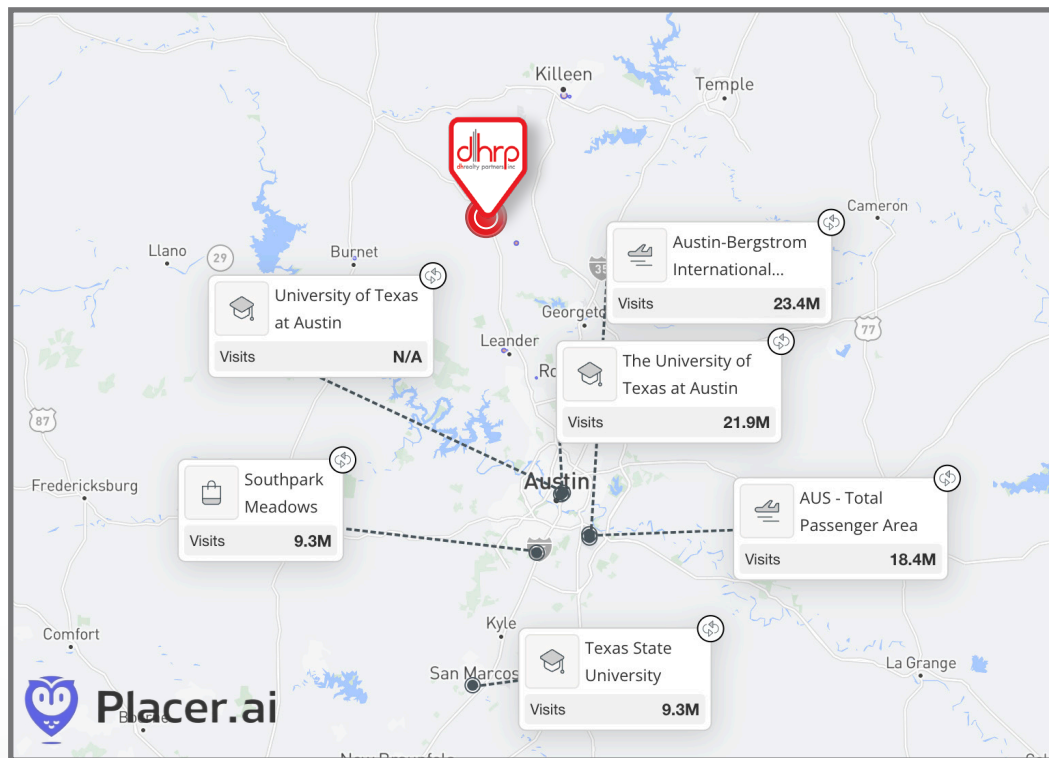 Killeen
Temple
dhrp
dhrealty partners, inc
Cameron
Llano
29
Burnet
35
Austin-Bergstrom
International...
Visits 23.4M
University of Texas
at Austin
Visits N/A
Georgeto
77
Leander
Ro
The University of
Texas at Austin
Visits 21.9M
87
Southpark
Meadows
Visits 9.3M
Austin
Fredericksburg
AUS - Total
Passenger Area
Visits 18.4M
Kyle
Comfort
Texas State
University
Visits 9.3M
San Marcos
La Grange
Placer.ai